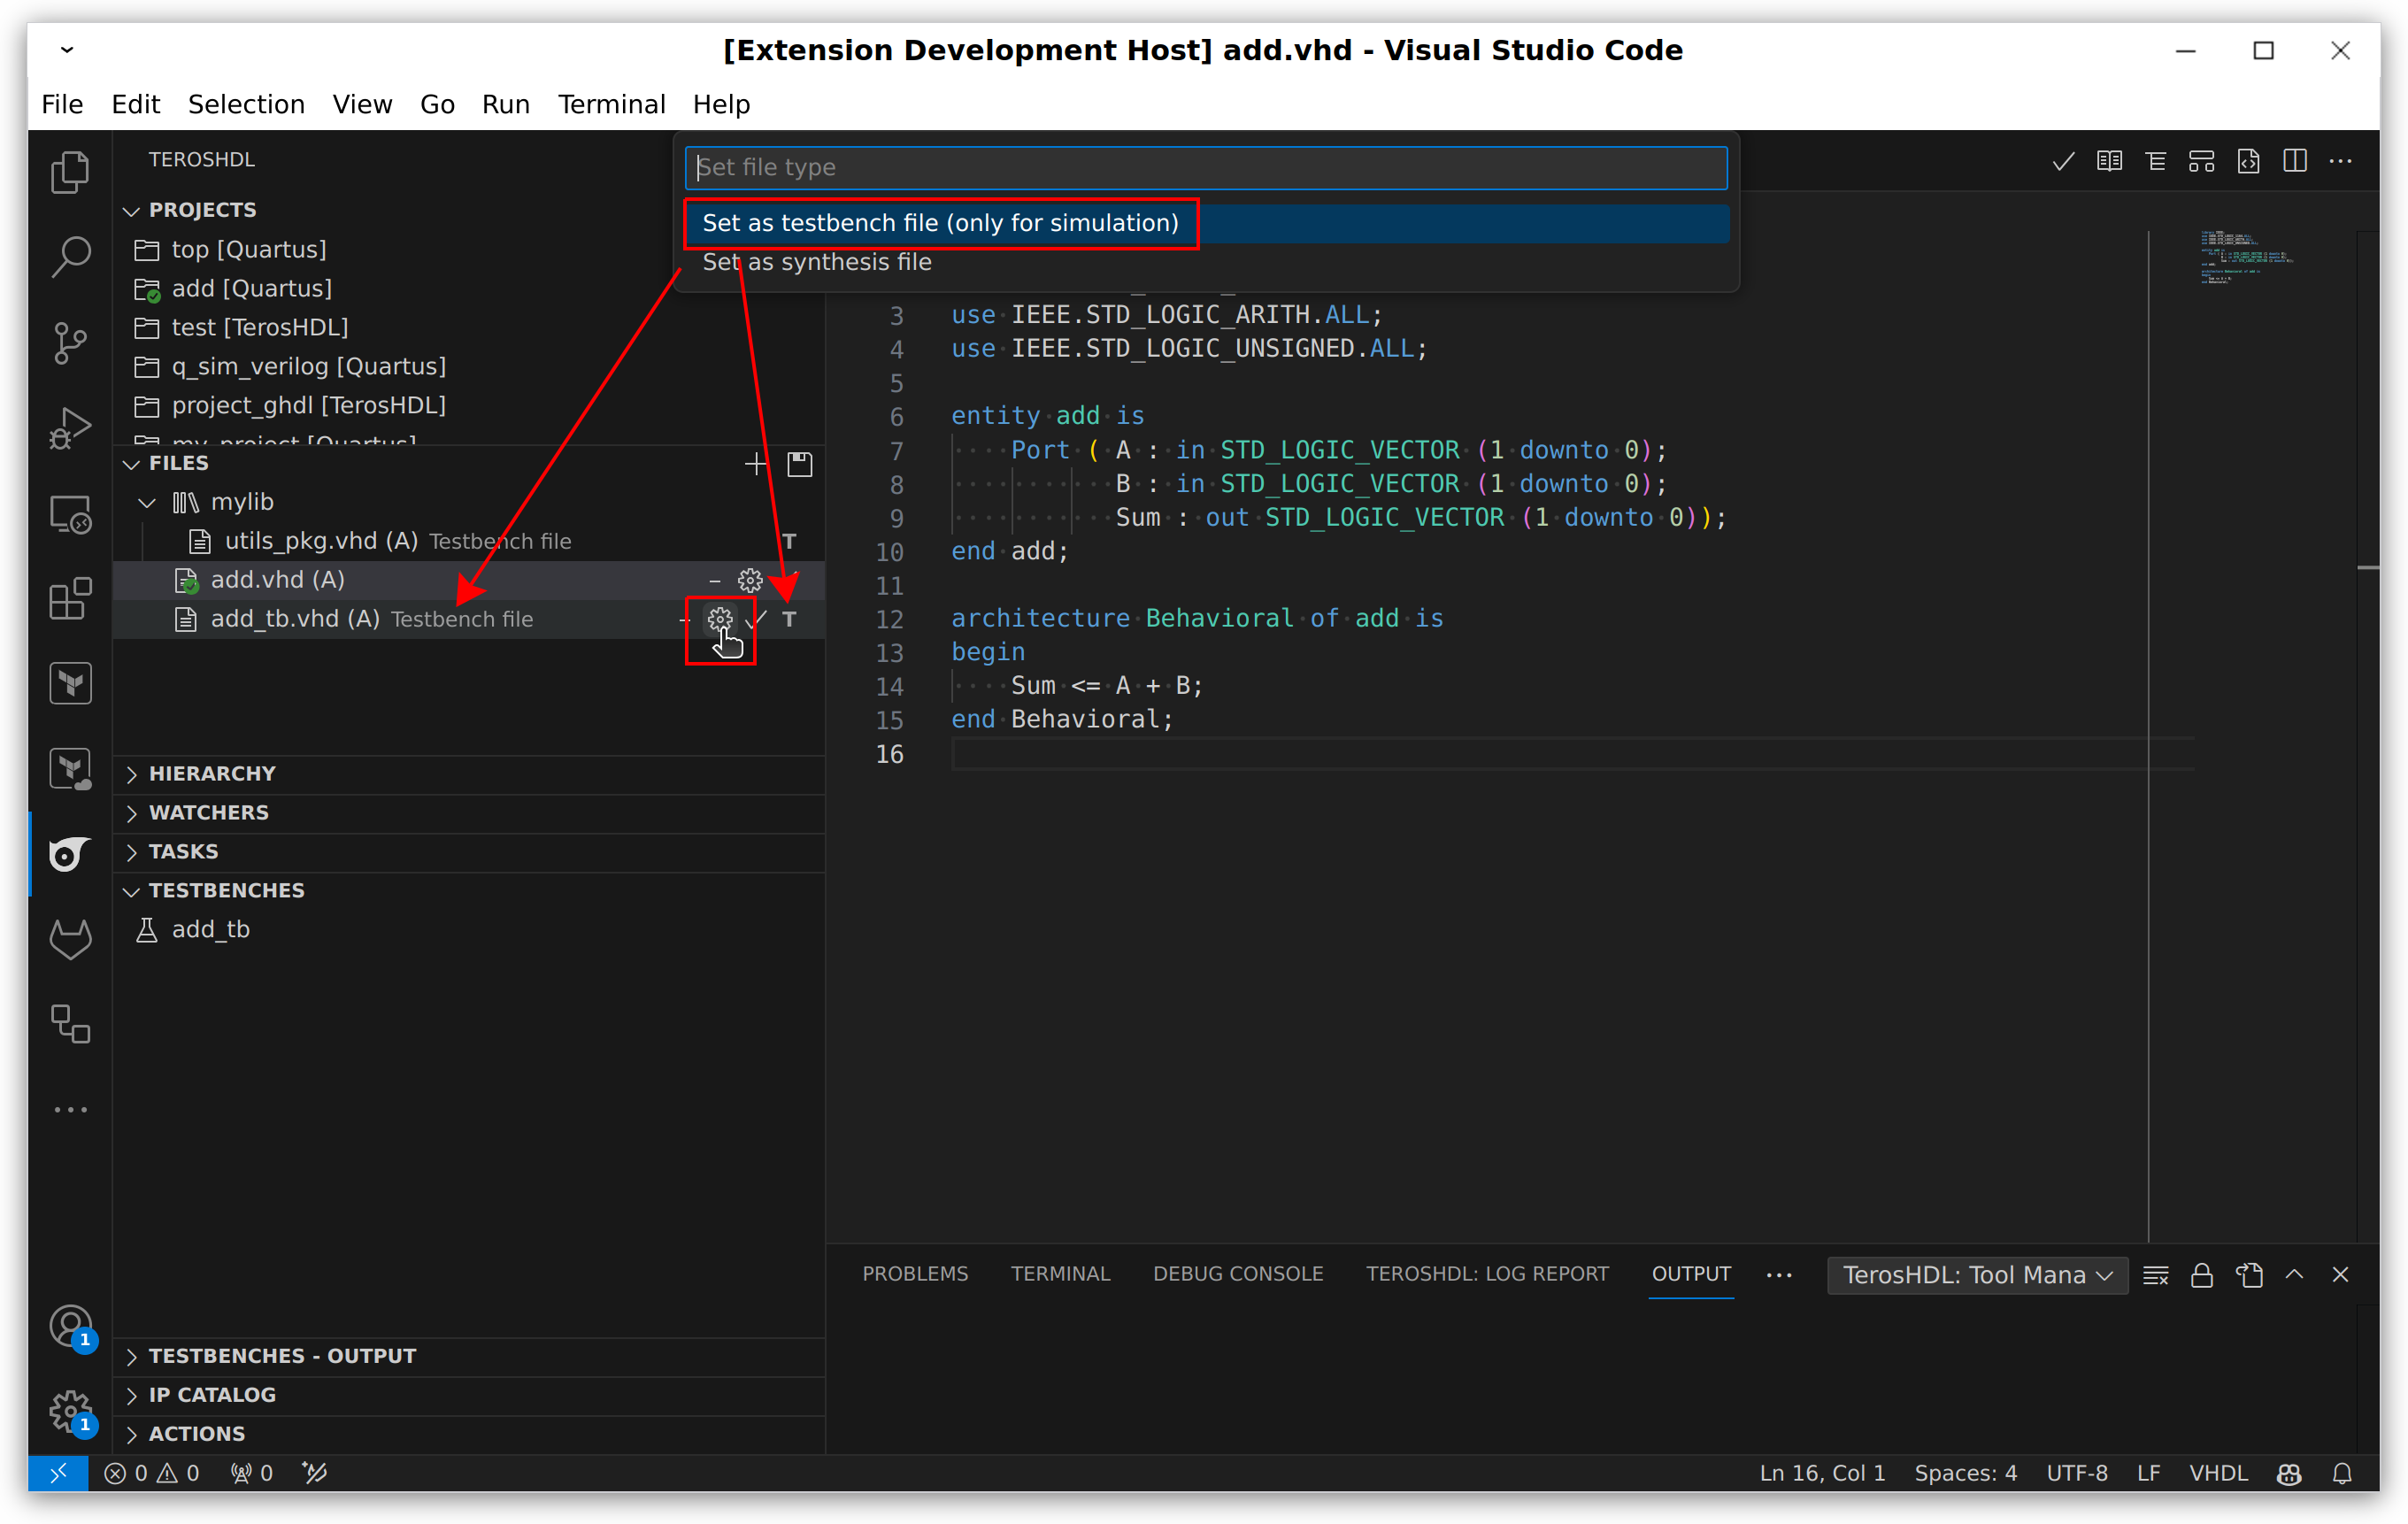 [Extension Development Host] add.vhd - Visual Studio Code
File Edit Selection View Go Run Terminal Help
TEROSHDL
Set file type
Set as testbench file (only for simulation)
Set as synthesis file
PROJECTS
top [Quartus]
add [Quartus]
test [TerosHDL]
q_sim_verilog [Quartus]
project_ghdl [TerosHDL]
my_project [Quartus]
FILES
mylib
utils_pkg.vhd (A) Testbench file T
add.vhd (A)
add_tb.vhd (A) Testbench file T
HIERARCHY
WATCHERS
TASKS
TESTBENCHES
add_tb
TESTBENCHES - OUTPUT
IP CATALOG
ACTIONS
3 use IEEE.STD_LOGIC_ARITH.ALL;
4 use IEEE.STD_LOGIC_UNSIGNED.ALL;
5
6 entity add is
7 Port ( A : in STD_LOGIC_VECTOR (1 downto 0);
8 B : in STD_LOGIC_VECTOR (1 downto 0);
9 Sum : out STD_LOGIC_VECTOR (1 downto 0));
10 end add;
11
12 architecture Behavioral of add is
13 begin
14 Sum <= A + B;
15 end Behavioral;
16
PROBLEMS TERMINAL DEBUG CONSOLE TEROSHDL: LOG REPORT OUTPUT TerosHDL: Tool Mana
1
1
0 0 0 Ln 16, Col 1 Spaces: 4 UTF-8 LF VHDL